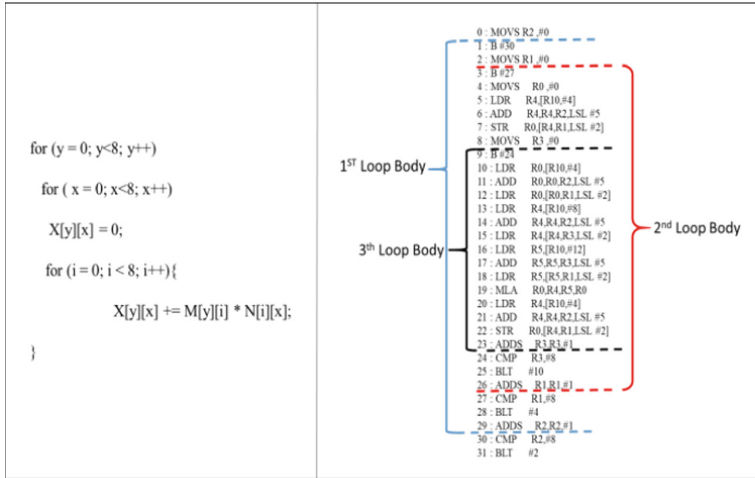 for (y = 0; y<8; y++)
for ( x = 0; x<8; x++)
X[y][x] = 0;
for (i = 0; i < 8; i++){
X[y][x] += M[y][i] * N[i][x];
}
1ST Loop Body
3th Loop Body
0 : MOVS R2 ,#0
1 : B #30
2 : MOVS R1 ,#0
3 : B #27
4 : MOVS R0 ,#0
5 : LDR R4,[R10,#4]
6 : ADD R4,R4,R2,LSL #5
7 : STR R0,[R4,R1,LSL #2]
8 : MOVS R3 ,#0
9 : B #24
10 : LDR R0,[R10,#4]
11 : ADD R0,R0,R2,LSL #5
12 : LDR R0,[R0,R1,LSL #2]
13 : LDR R4,[R10,#8]
14 : ADD R4,R4,R2,LSL #5
15 : LDR R4,[R4,R3,LSL #2]
16 : LDR R5,[R10,#12]
17 : ADD R5,R5,R3,LSL #5
18 : LDR R5,[R5,R1,LSL #2]
19 : MLA R0,R4,R5,R0
20 : LDR R4,[R10,#4]
21 : ADD R4,R4,R2,LSL #5
22 : STR R0,[R4,R1,LSL #2]
23 : ADDS R3,R3,#1
24 : CMP R3,#8
25 : BLT #10
26 : ADDS R1,R1,#1
27 : CMP R1,#8
28 : BLT #4
29 : ADDS R2,R2,#1
30 : CMP R2,#8
31 : BLT #2
2nd Loop Body